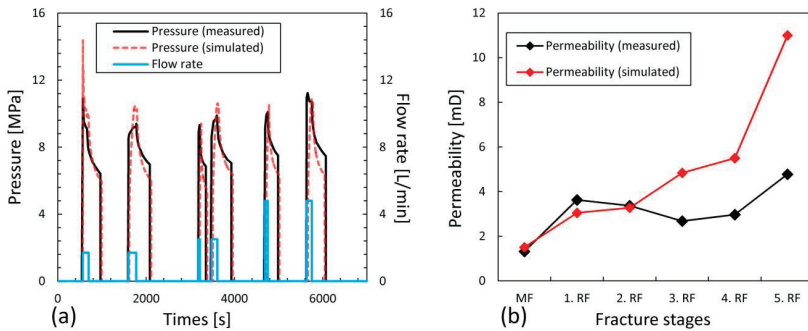 16
12
8
4
0
Pressure [MPa]
Pressure (measured)
Pressure (simulated)
Flow rate
16
12
8
4
0
Flow rate [L/min]
0
2000
4000
6000
(a)
Times [s]
12
10
8
6
4
2
0
Permeability [mD]
Permeability (measured)
Permeability (simulated)
MF
1. RF
2. RF
3. RF
4. RF
5. RF
(b)
Fracture stages